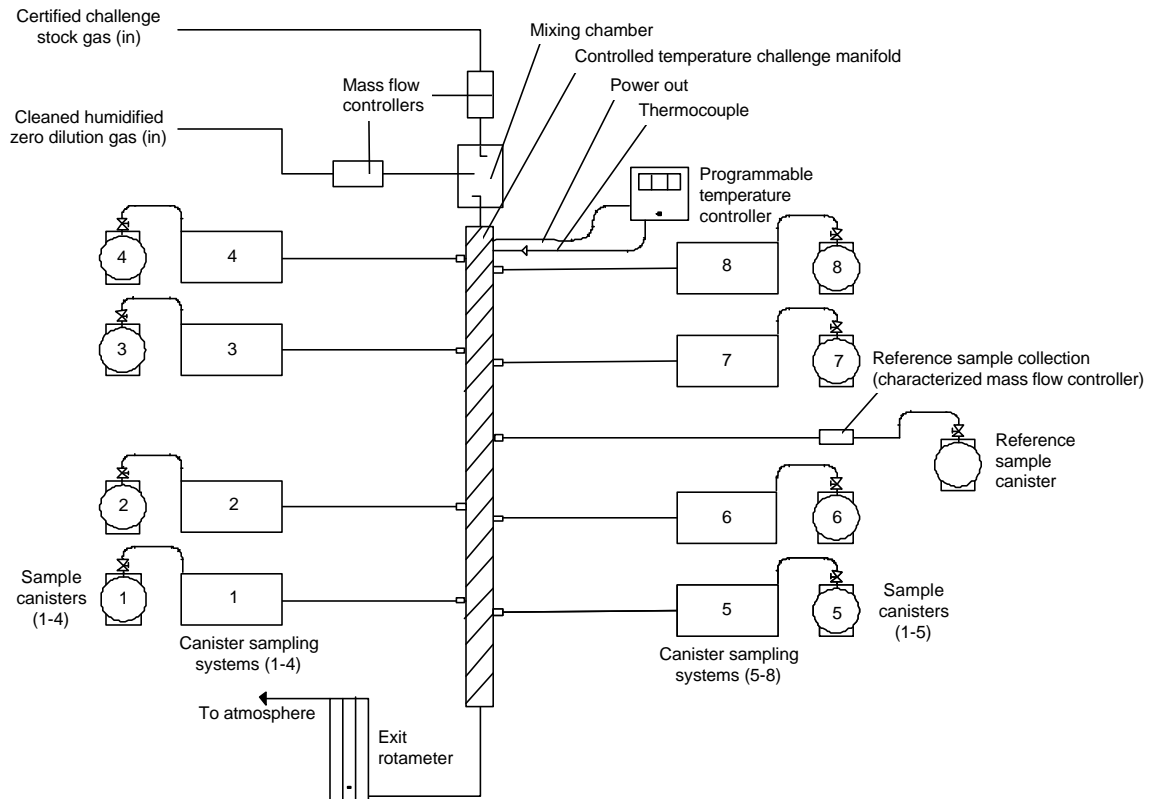 Certified challenge
stock gas (in)
Mixing chamber
Controlled temperature challenge manifold
Mass flow
controllers
Power out
Thermocouple
Cleaned humidified
zero dilution gas (in)
Programmable
temperature
controller
4
4
8
8
3
3
7
7
Reference sample collection
(characterized mass flow controller)
Reference
sample
canister
2
2
6
6
Sample
canisters
(1-4)
1
1
5
5
Sample
canisters
(1-5)
Canister sampling
systems (1-4)
Canister sampling
systems (5-8)
To atmosphere
Exit
rotameter